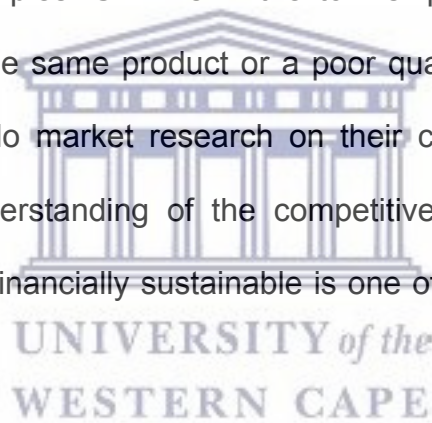 e same product or a poor qua
lo market research on their c
erstanding of the competitive
inancially sustainable is one o
UNIVERSITY of the
WESTERN CAPE